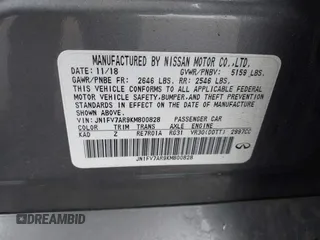 MANUFACTURED BY NISSAN MOTOR CO.,LTD.
DATE: 11/18 GVWR/PNBV: 5159 LBS.
GAWR/PNBE FR: 2646 LBS. RR: 2546 LBS.
THIS VEHICLE CONFORMS TO ALL APPLICABLE FEDERAL
MOTOR VEHICLE SAFETY,BUMPER,AND THEFT PREVENTION
STANDARDS IN EFFECT ON THE DATE OF MANUFACTURE
SHOWN ABOVE.
VIN: JN1FV7AR9KM800828 PASSENGER CAR
COLOR TRIM TRANS AXLE ENGINE
KAD Z RE7R01A RG31 VR30(DDTT) 2997CC
JN1FV7AR9KM800828
INFINITI
AUTOBIDMASTER